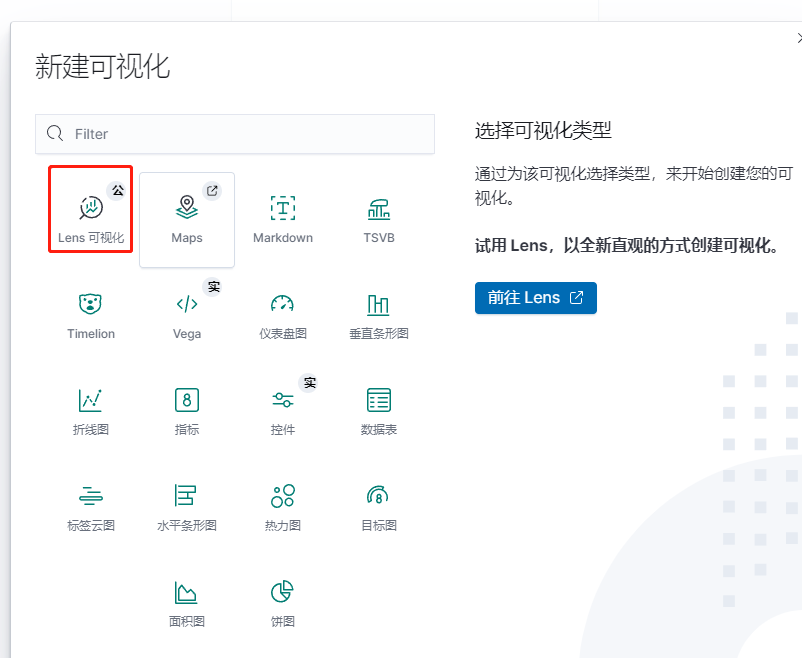 新建可视化
Filter
公
Lens 可视化
Maps
Markdown
TSVB
Timelion
实
Vega
仪表盘图
垂直条形图
折线图
8
指标
实
控件
数据表
标签云图
水平条形图
热力图
8
目标图
面积图
饼图
选择可视化类型
通过为该可视化选择类型，来开始创建您的可
视化。
试用 Lens，以全新直观的方式创建可视化。
前往 Lens